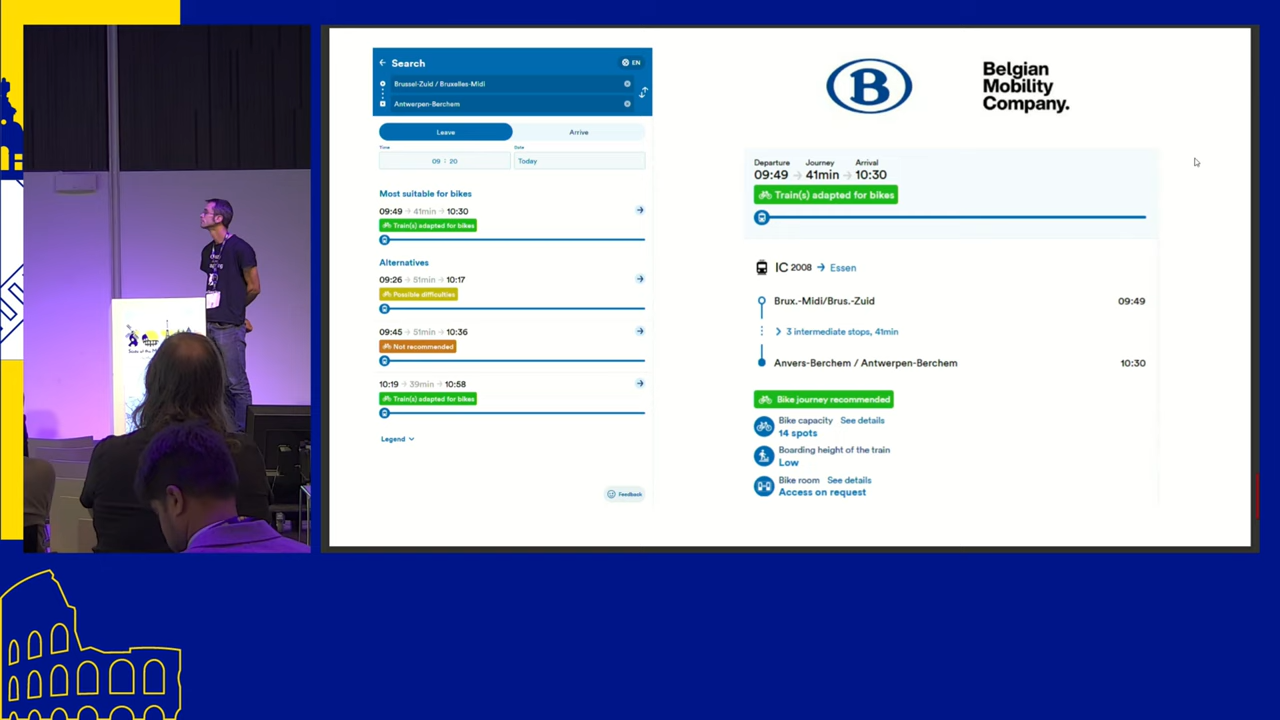 Search
EN
Brussel-Zuid / Bruxelles-Midi
Antwerpen-Berchem
Leave
Arrive
Time
Date
09 : 20
Today
Most suitable for bikes
09:49 → 41min → 10:30
Train(s) adapted for bikes
Alternatives
09:26 → 51min → 10:17
Possible difficulties
09:45 → 51min → 10:36
Not recommended
10:19 → 39min → 10:58
Train(s) adapted for bikes
Legend
Feedback
B
Belgian
Mobility
Company.
Departure Journey Arrival
09:49 → 41min → 10:30
Train(s) adapted for bikes
IC 2008 → Essen
Brux.-Midi/Brus.-Zuid 09:49
3 intermediate stops, 41min
Anvers-Berchem / Antwerpen-Berchem 10:30
Bike journey recommended
Bike capacity See details
14 spots
Boarding height of the train
Low
Bike room See details
Access on request